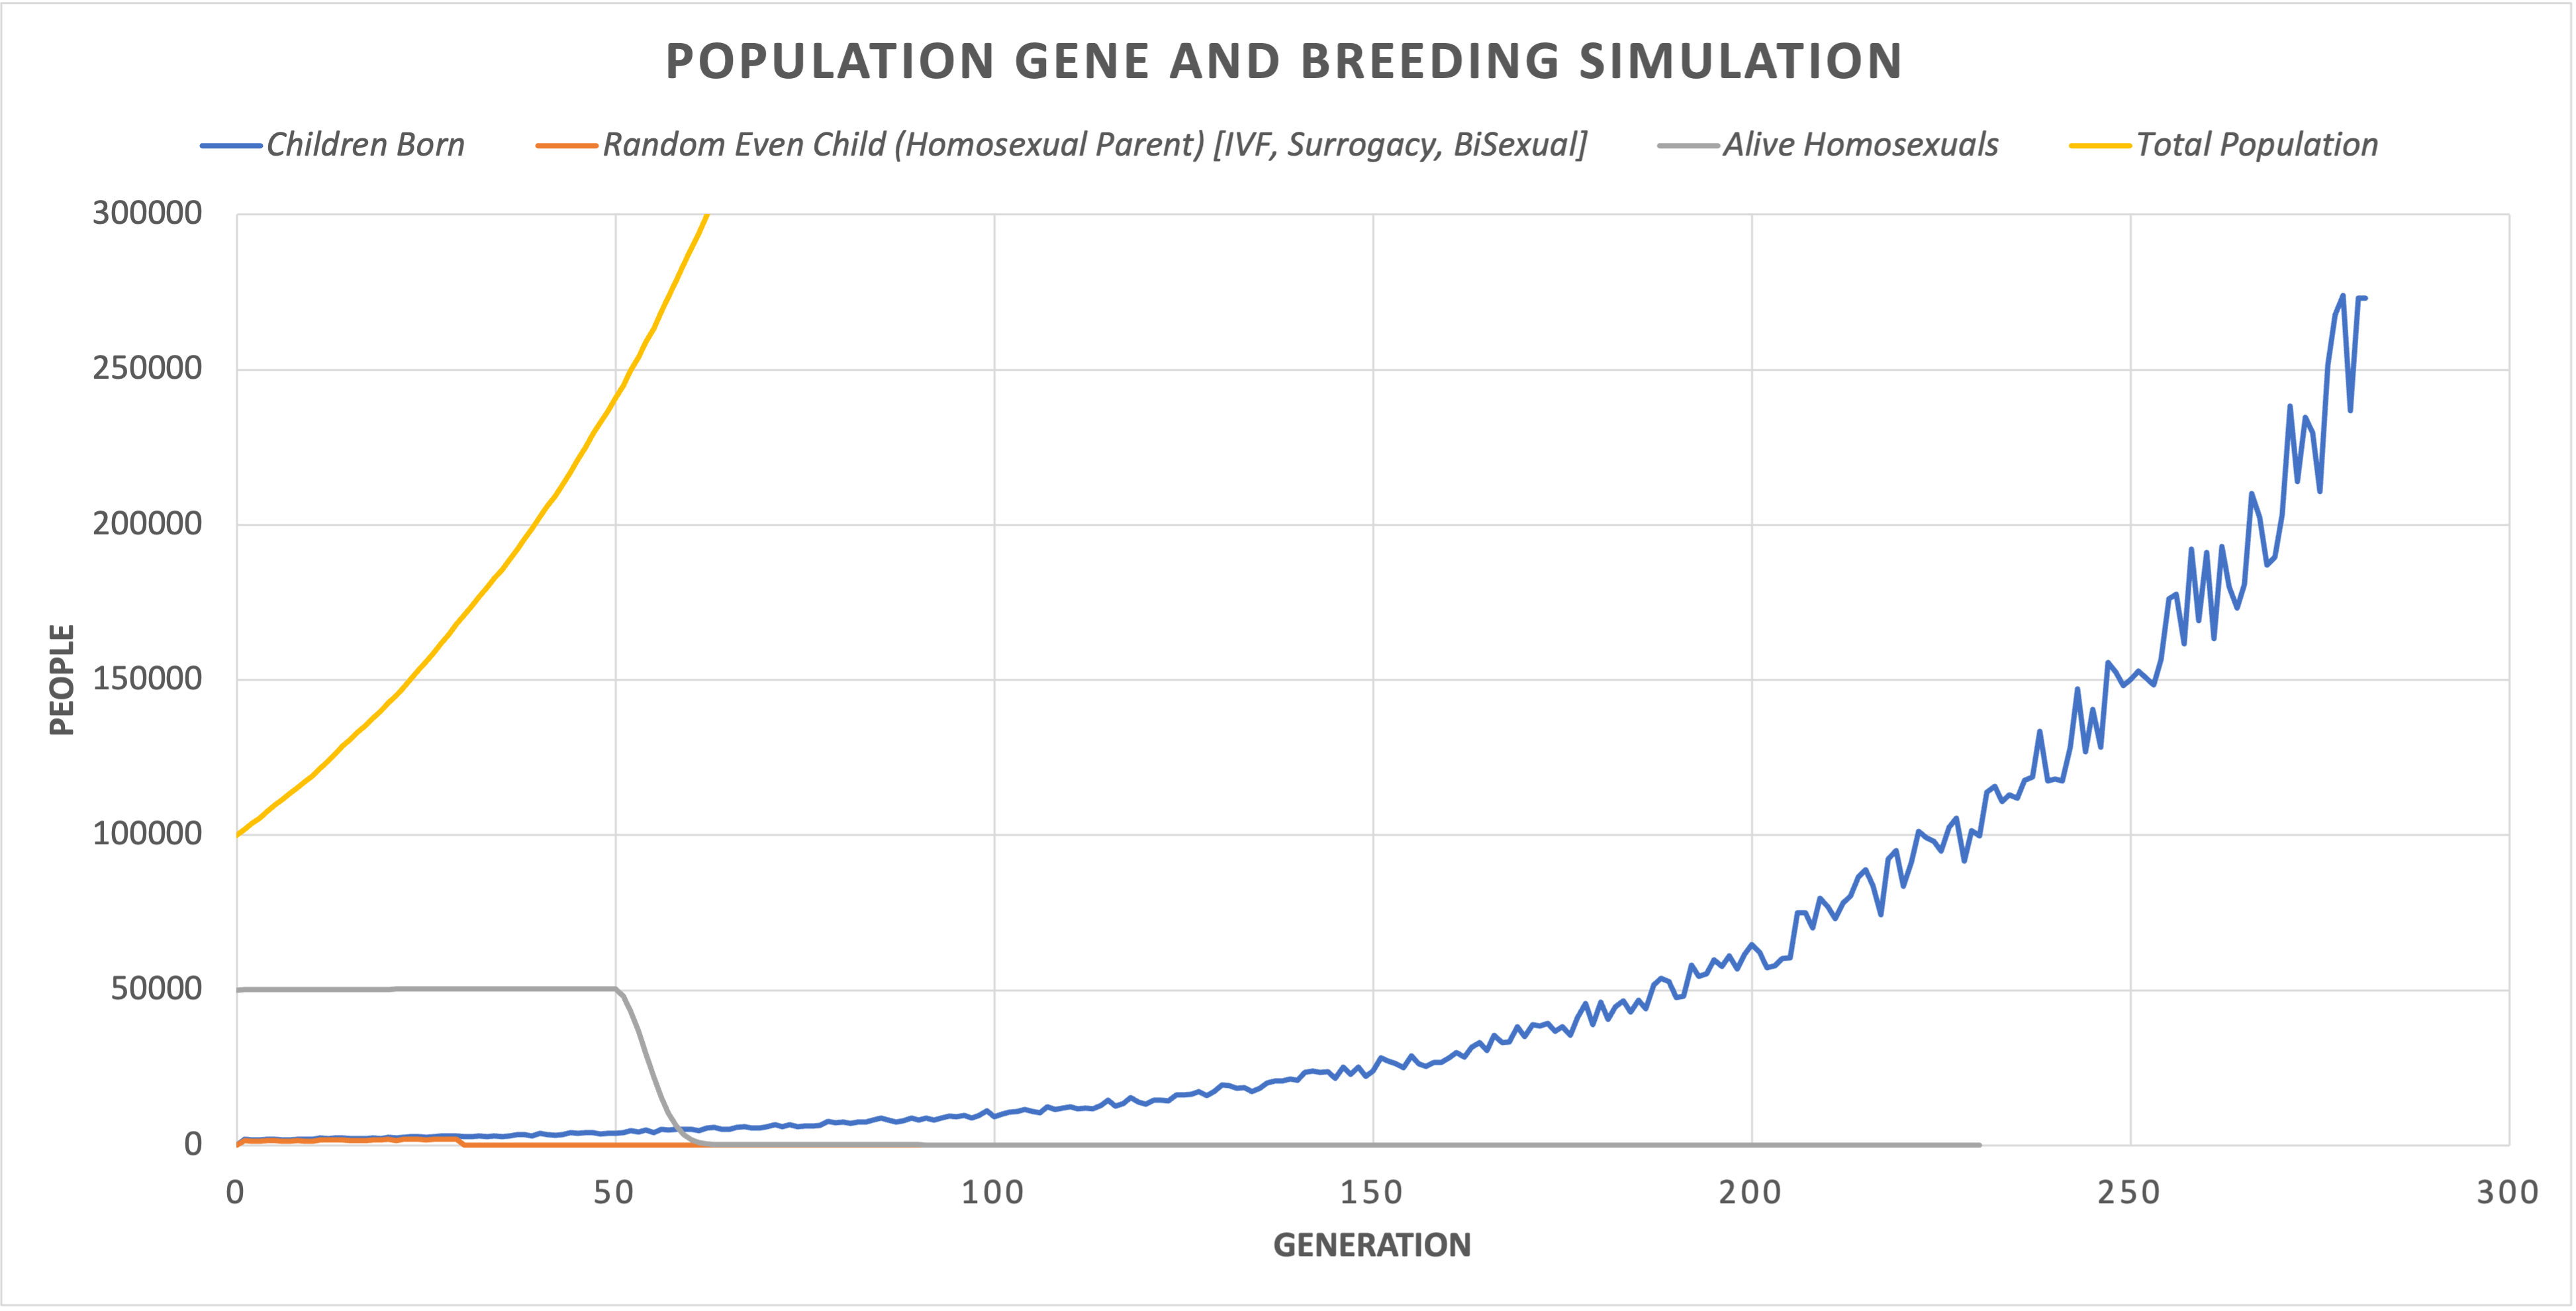 POPULATION GENE AND BREEDING SIMULATION
Children Born
Random Even Child (Homosexual Parent) [IVF, Surrogacy, BiSexual]
Alive Homosexuals
Total Population
300000
250000
200000
150000
100000
50000
0
PEOPLE
0 50 100 150 200 250 300
GENERATION